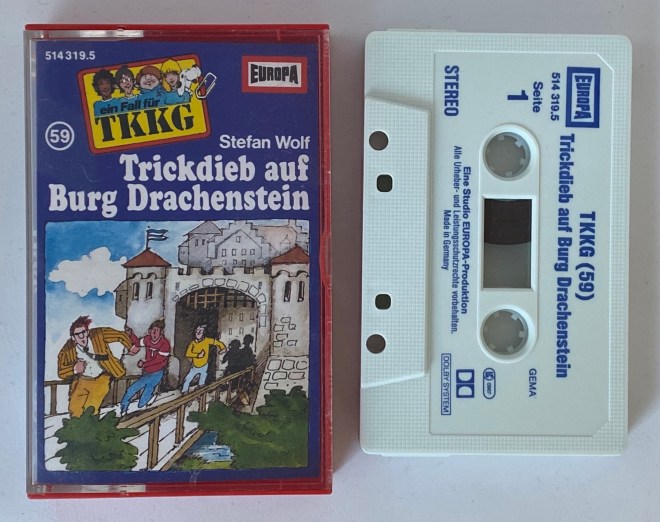 514 319.5
EUROPA
ein Fall für
TKKG
59
Stefan Wolf
Trickdieb auf
Burg Drachenstein
EUROPA
514 319.5
Seite
1
STEREO
TKKG (59)
Trickdieb auf Burg Drachenstein
Eine Studio EUROPA-Produktion
Alle Urheber- und Leistungsschutzrechte vorbehalten.
Made in Germany
GEMA
DOLBY SYSTEM